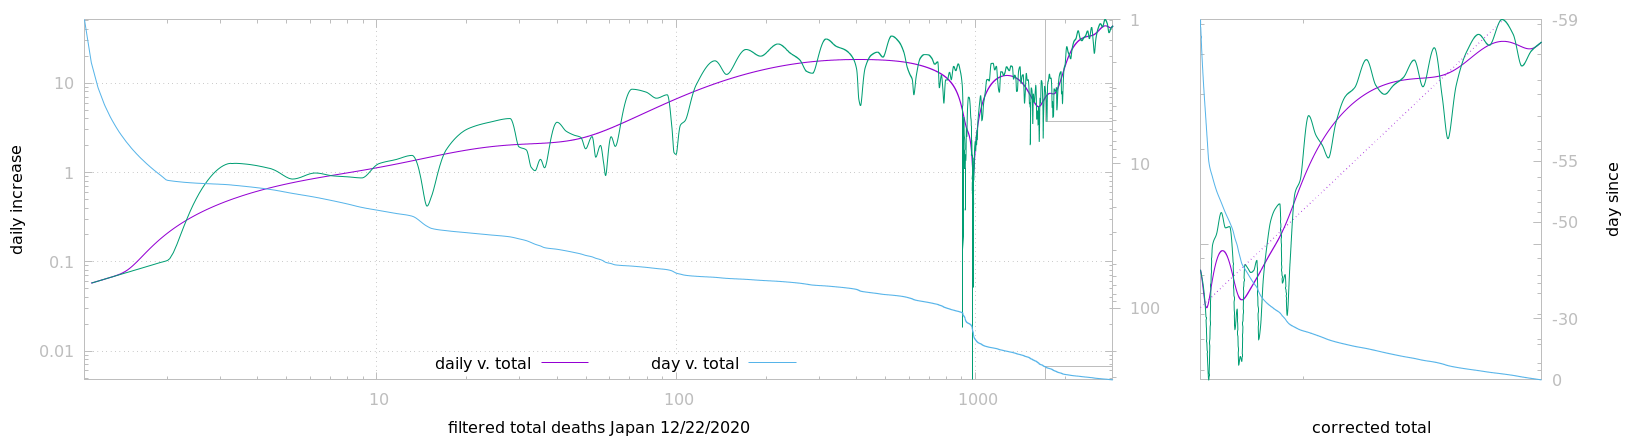 daily increase
10
1
0.1
0.01
daily v. total
day v. total
10
100
1000
filtered total deaths Japan 12/22/2020
1
10
100
-59
-55
-50
-30
0
day since
corrected total